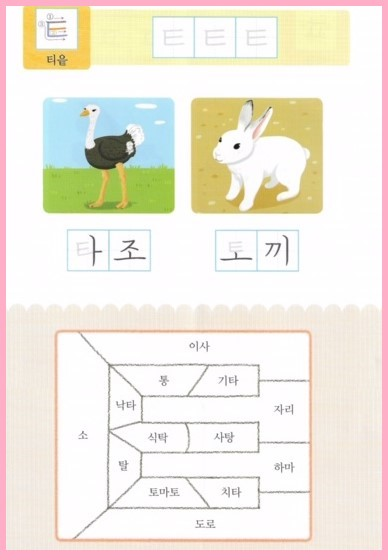 티읕
ㅌ ㅌ ㅌ
타조
토끼
이사
통 기타
낙타 자리
소
식탁 사탕
탈 하마
토마토 치타
도로